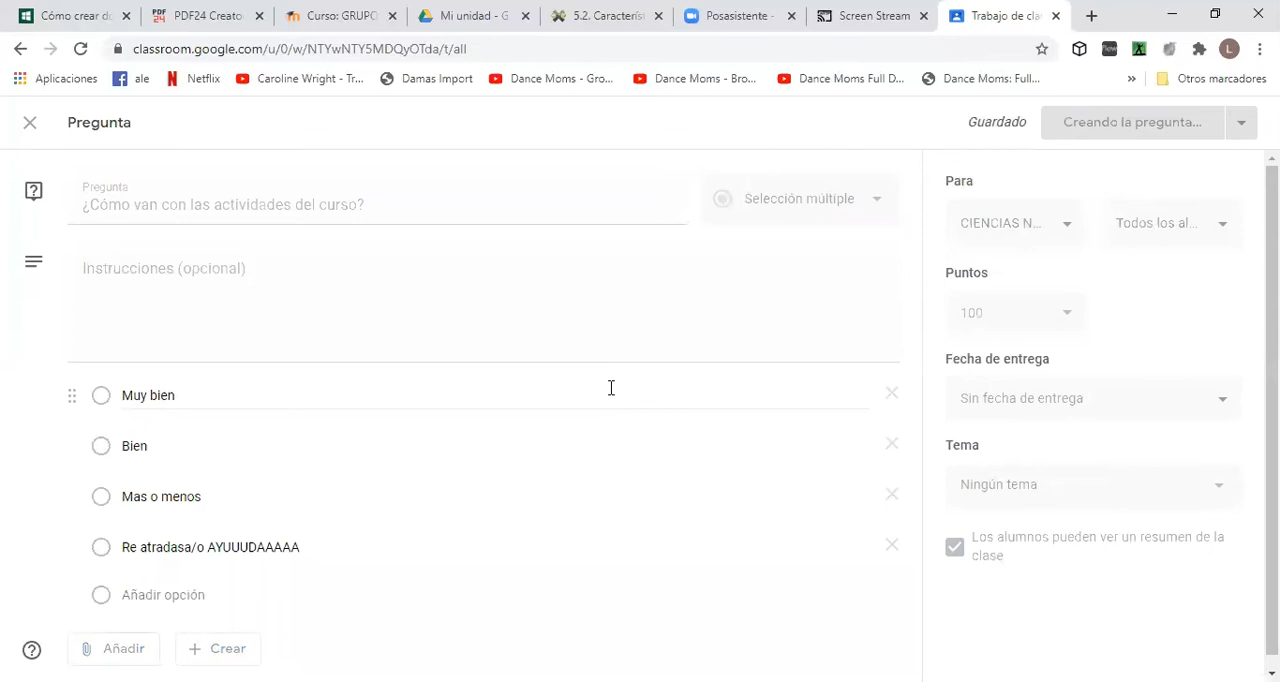 Cómo crear d
PDF24 Creato
Curso: GRUPO
Mi unidad - G
5.2. Característ
Posasistente -
Screen Stream
Trabajo de cla
classroom.google.com/u/0/w/NTYwNTY5MDQyOTda/t/all
L
Aplicaciones
ale
Netflix
Caroline Wright - Tr...
Damas Import
Dance Moms - Gro...
Dance Moms - Bro...
Dance Moms Full D...
Dance Moms: Full...
»
Otros marcadores
Pregunta
Guardado
Creando la pregunta...
Pregunta
¿Cómo van con las actividades del curso?
Selección múltiple
Instrucciones (opcional)
Muy bien
Bien
Mas o menos
Re atradasa/o AYUUUDAAAAA
Añadir opción
Añadir
+ Crear
Para
CIENCIAS N...
Todos los al...
Puntos
100
Fecha de entrega
Sin fecha de entrega
Tema
Ningún tema
Los alumnos pueden ver un resumen de la
clase